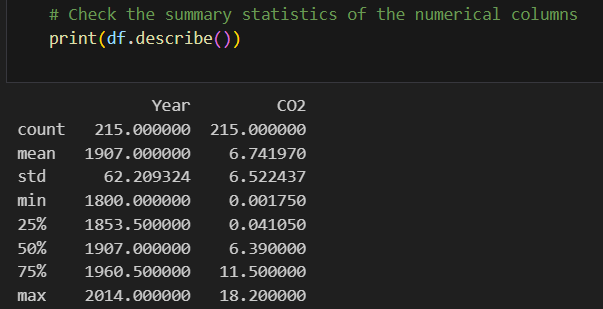 # Check the summary statistics of the numerical columns
print(df.describe())
Year CO2
count 215.000000 215.000000
mean 1907.000000 6.741970
std 62.209324 6.522437
min 1800.000000 0.001750
25% 1853.500000 0.041050
50% 1907.000000 6.390000
75% 1960.500000 11.500000
max 2014.000000 18.200000